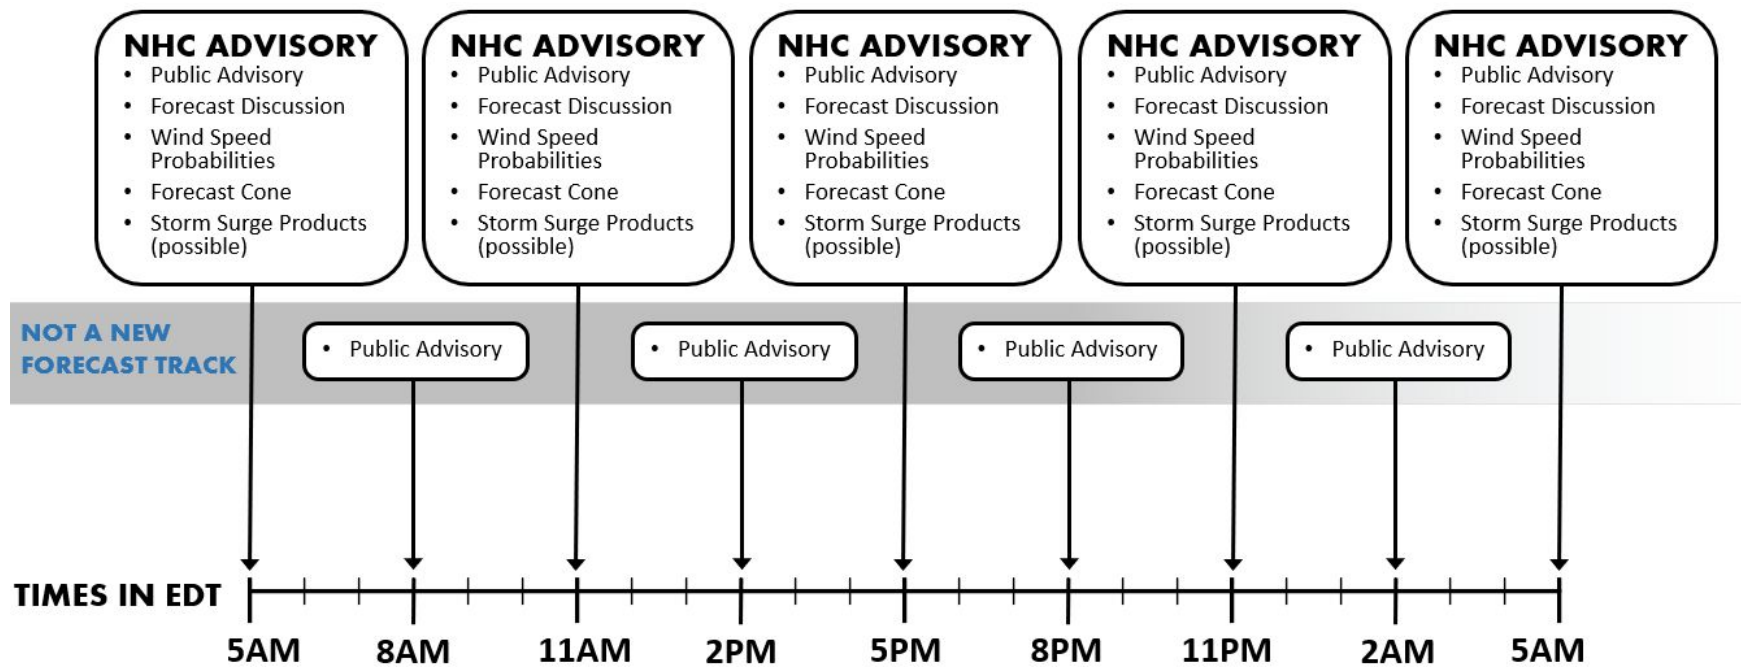 NHC ADVISORY
• Public Advisory
• Forecast Discussion
• Wind Speed
Probabilities
• Forecast Cone
• Storm Surge Products
(possible)
NHC ADVISORY
• Public Advisory
• Forecast Discussion
• Wind Speed
Probabilities
• Forecast Cone
• Storm Surge Products
(possible)
NHC ADVISORY
• Public Advisory
• Forecast Discussion
• Wind Speed
Probabilities
• Forecast Cone
• Storm Surge Products
(possible)
NHC ADVISORY
• Public Advisory
• Forecast Discussion
• Wind Speed
Probabilities
• Forecast Cone
• Storm Surge Products
(possible)
NHC ADVISORY
• Public Advisory
• Forecast Discussion
• Wind Speed
Probabilities
• Forecast Cone
• Storm Surge Products
(possible)
NOT A NEW
FORECAST TRACK
• Public Advisory
• Public Advisory
• Public Advisory
• Public Advisory
TIMES IN EDT
5AM
8AM
11AM
2PM
5PM
8PM
11PM
2AM
5AM